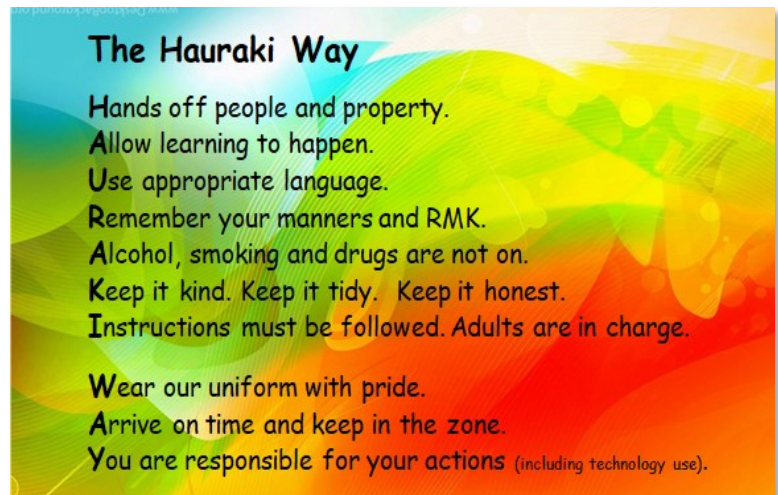 The Hauraki Way
Hands off people and property.
Allow learning to happen.
Use appropriate language.
Remember your manners and RMK.
Alcohol, smoking and drugs are not on.
Keep it kind. Keep it tidy.  Keep it honest.
Instructions must be followed. Adults are in charge.
Wear our uniform with pride.
Arrive on time and keep in the zone.
You are responsible for your actions (including technology use).